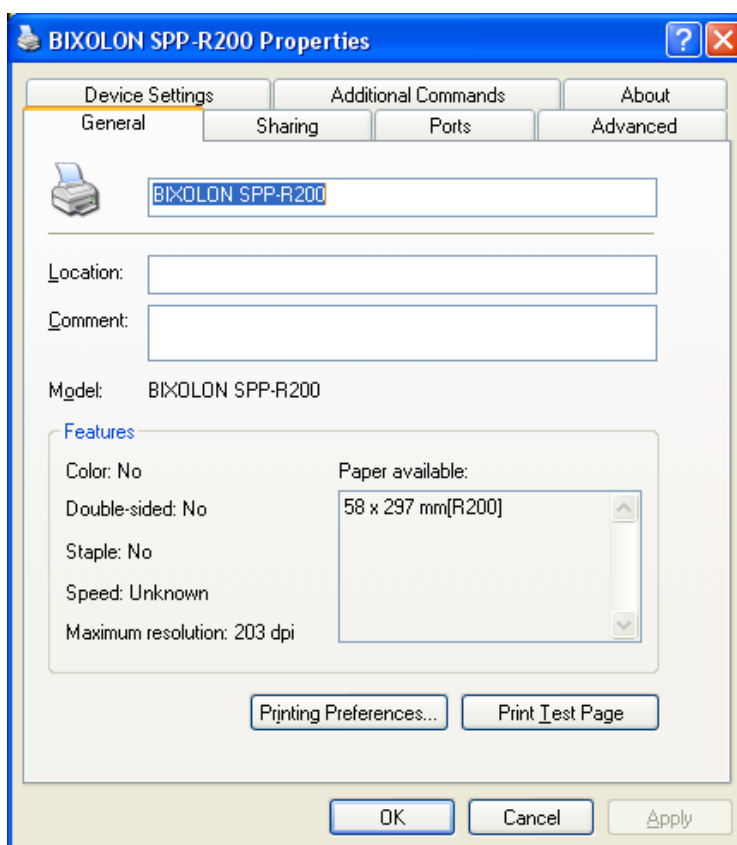 BIXOLON SPP-R200 Properties
Device Settings
Additional Commands
About
General
Sharing
Ports
Advanced
BIXOLON SPP-R200
Location:
Comment:
Model: BIXOLON SPP-R200
Features
Color: No
Paper available:
Double-sided: No
58 x 297 mm[R200]
Staple: No
Speed: Unknown
Maximum resolution: 203 dpi
Printing Preferences...
Print Test Page
OK
Cancel
Apply